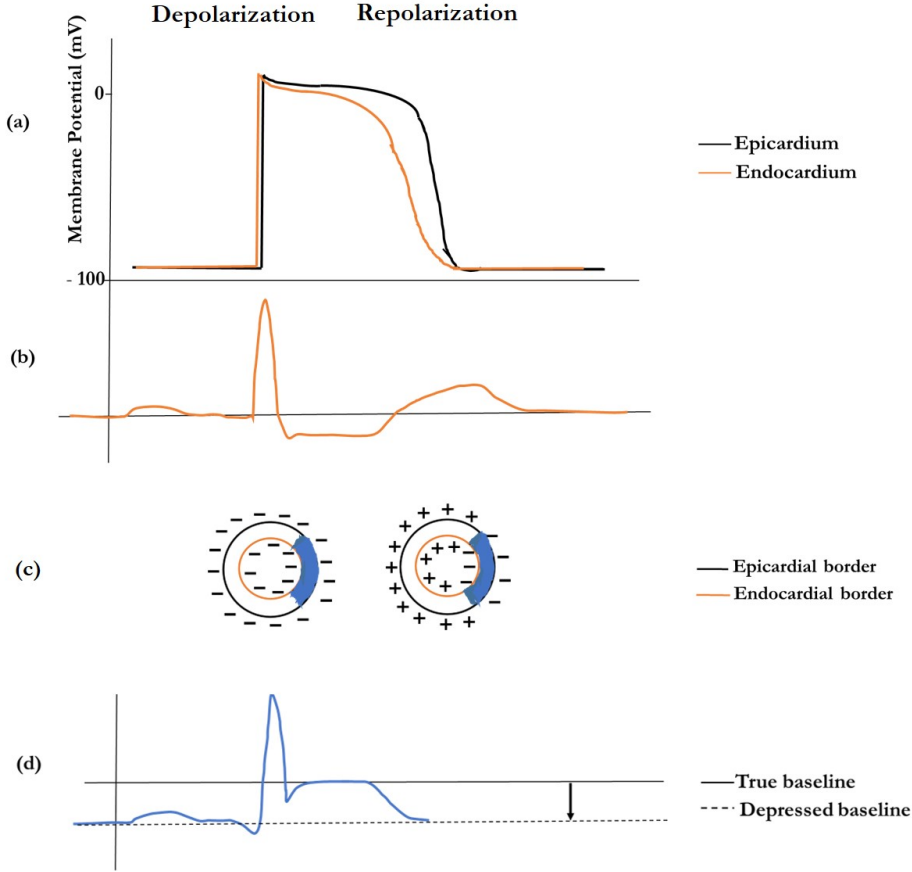 Depolarization
Repolarization
Membrane Potential (mV)
0
(a)
Epicardium
Endocardium
- 100
(b)
(c)
Epicardial border
Endocardial border
(d)
True baseline
Depressed baseline